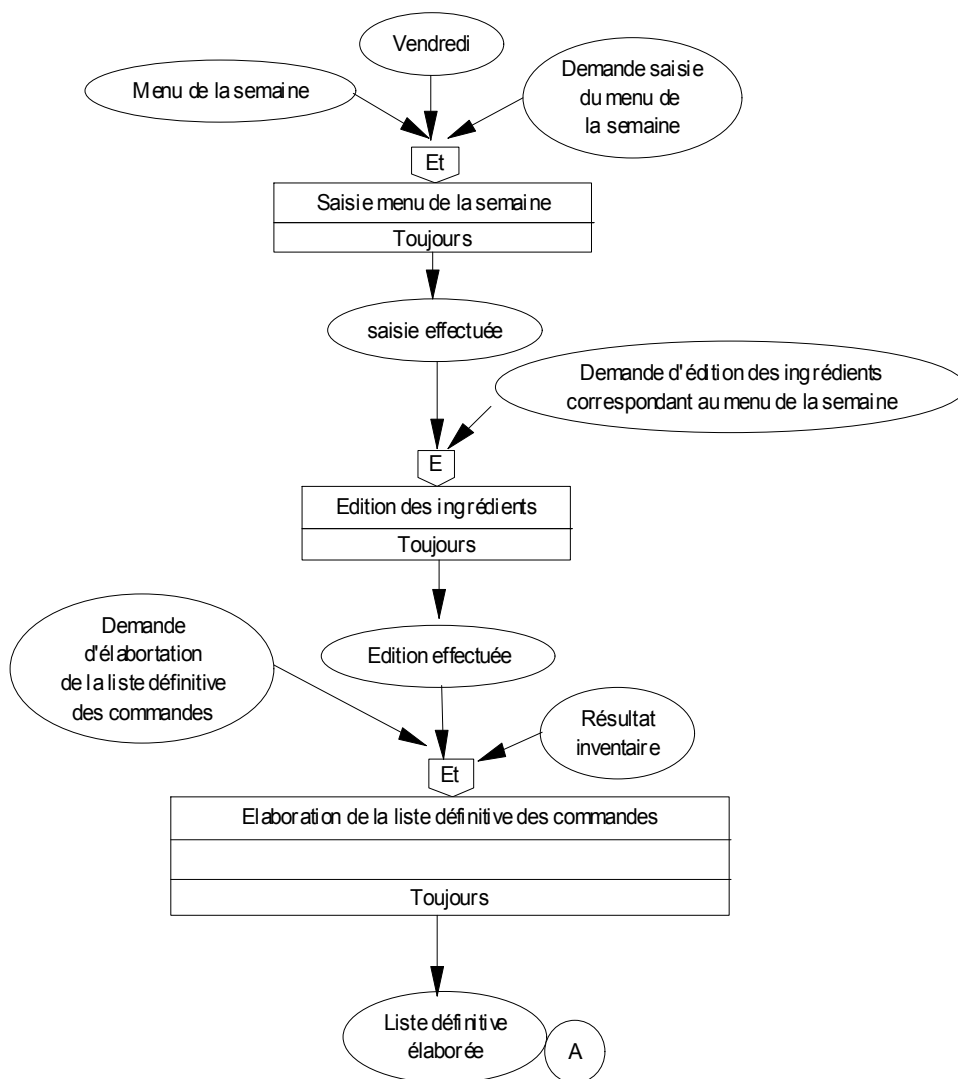 Vendredi
Menu de la semaine
Demande saisie
du menu de
la semaine
Et
Saisie menu de la semaine
Toujours
saisie effectuée
Demande d'édition des ingrédients
correspondant au menu de la semaine
E
Edition des ingrédients
Toujours
Demande
d'élabortation
de la liste définitive
des commandes
Edition effectuée
Résultat
inventaire
Et
Elaboration de la liste définitive des commandes
Toujours
Liste définitive
élaborée
A